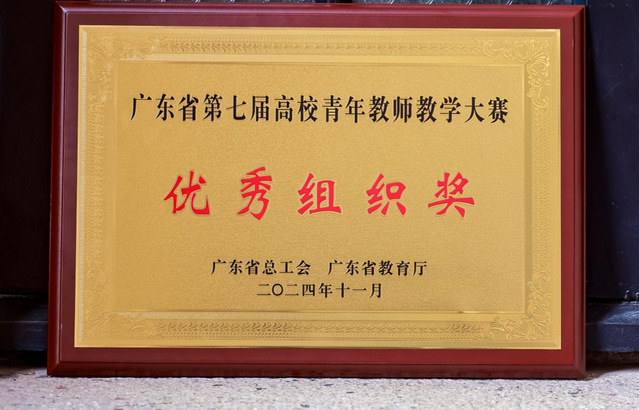 广东省第七届高校青年教师教学大赛
优秀组织奖
广东省总工会 广东省教育厅
二〇二四年十一月